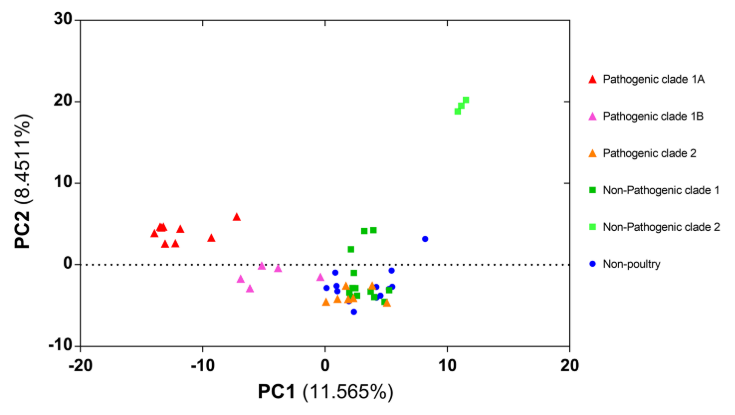 30
20
10
0
-10
-20
-10
0
10
20
PC2 (8.4511%)
PC1 (11.565%)
Pathogenic clade 1A
Pathogenic clade 1B
Pathogenic clade 2
Non-Pathogenic clade 1
Non-Pathogenic clade 2
Non-poultry